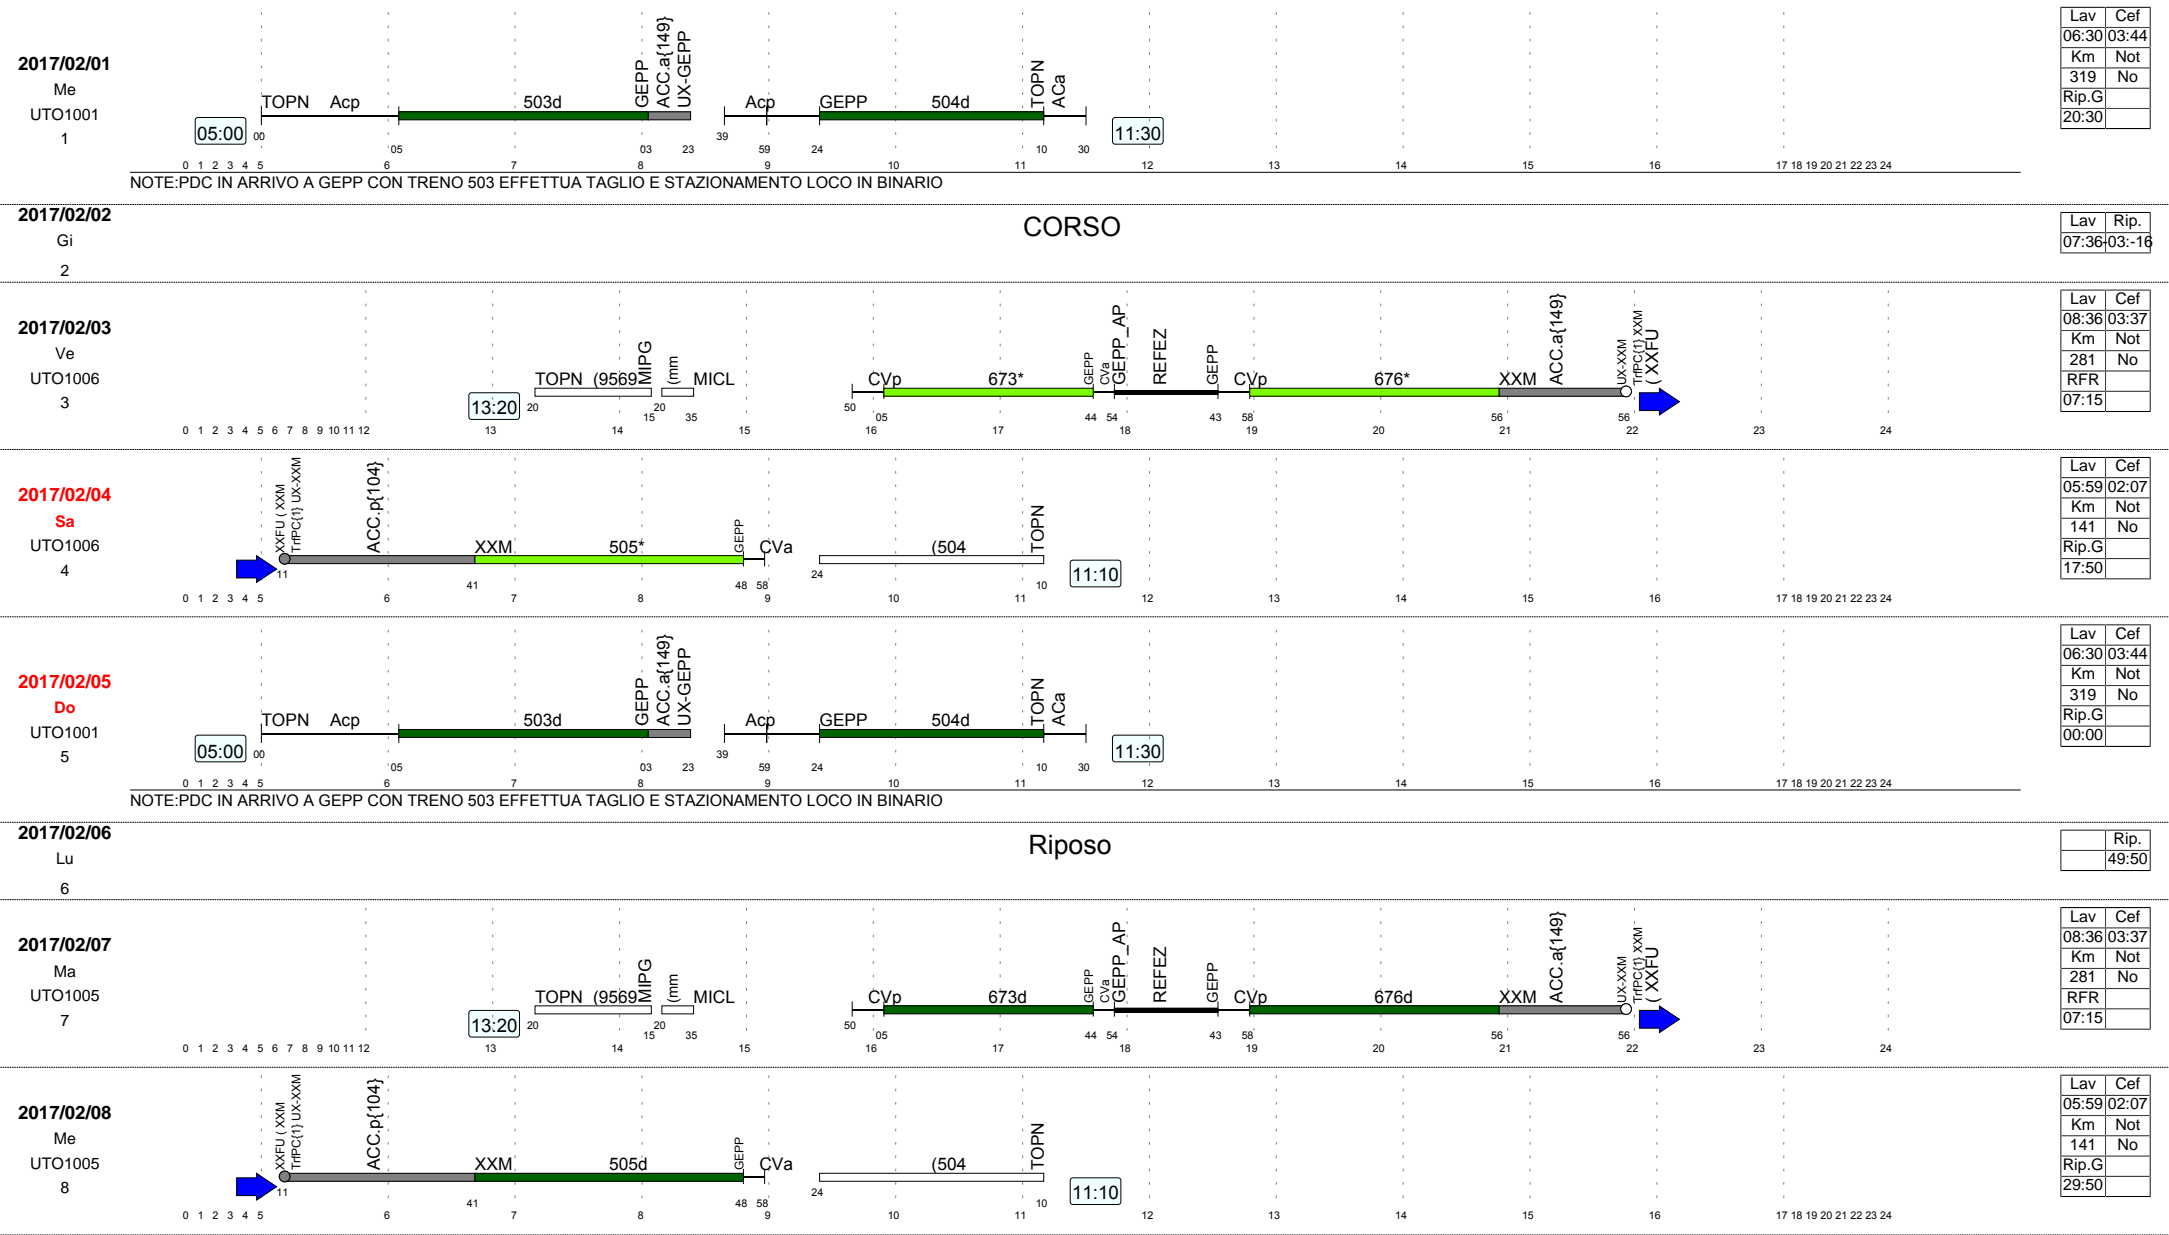 2017/02/01
Me
UTO1001
1
05:00
00
TOPN Acp 503d GEPP ACC.a{149} UX-GEPP Acp GEPP 504d TOPN ACa
11:30
05 03 23 39 59 24 10 30
0 1 2 3 4 5 6 7 8 9 10 11 12 13 14 15 16 17 18 19 20 21 22 23 24
NOTE:PDC IN ARRIVO A GEPP CON TRENO 503 EFFETTUA TAGLIO E STAZIONAMENTO LOCO IN BINARIO
Lav Cef
06:30 03:44
Km Not
319 No
Rip.G
20:30
2017/02/02
Gi
2
CORSO
Lav Rip.
07:36 -03:-16
2017/02/03
Ve
UTO1006
3
13:20
TOPN (9569 MIPG (mm MICL CVp 673* GEPP CVa GEPP_AP REFEZ GEPP CVp 676* XXM ACC.a{149} UX-XXM TrfPC{1} XXM ( XXFU
20 15 20 35 50 05 44 54 43 58 56 56
0 1 2 3 4 5 6 7 8 9 10 11 12 13 14 15 16 17 18 19 20 21 22 23 24
Lav Cef
08:36 03:37
Km Not
281 No
RFR
07:15
2017/02/04
Sa
UTO1006
4
XXFU ( XXM TrfPC{1} UX-XXM ACC.p{104} XXM 505* GEPP CVa (504 TOPN
11:10
11 41 48 58 24 10
0 1 2 3 4 5 6 7 8 9 10 11 12 13 14 15 16 17 18 19 20 21 22 23 24
Lav Cef
05:59 02:07
Km Not
141 No
Rip.G
17:50
2017/02/05
Do
UTO1001
5
05:00
00
TOPN Acp 503d GEPP ACC.a{149} UX-GEPP Acp GEPP 504d TOPN ACa
11:30
05 03 23 39 59 24 10 30
0 1 2 3 4 5 6 7 8 9 10 11 12 13 14 15 16 17 18 19 20 21 22 23 24
NOTE:PDC IN ARRIVO A GEPP CON TRENO 503 EFFETTUA TAGLIO E STAZIONAMENTO LOCO IN BINARIO
Lav Cef
06:30 03:44
Km Not
319 No
Rip.G
00:00
2017/02/06
Lu
6
Riposo
Rip.
49:50
2017/02/07
Ma
UTO1005
7
13:20
TOPN (9569 MIPG (mm MICL CVp 673d GEPP CVa GEPP_AP REFEZ GEPP CVp 676d XXM ACC.a{149} UX-XXM TrfPC{1} XXM ( XXFU
20 15 20 35 50 05 44 54 43 58 56 56
0 1 2 3 4 5 6 7 8 9 10 11 12 13 14 15 16 17 18 19 20 21 22 23 24
Lav Cef
08:36 03:37
Km Not
281 No
RFR
07:15
2017/02/08
Me
UTO1005
8
XXFU ( XXM TrfPC{1} UX-XXM ACC.p{104} XXM 505d GEPP CVa (504 TOPN
11:10
11 41 48 58 24 10
0 1 2 3 4 5 6 7 8 9 10 11 12 13 14 15 16 17 18 19 20 21 22 23 24
Lav Cef
05:59 02:07
Km Not
141 No
Rip.G
29:50